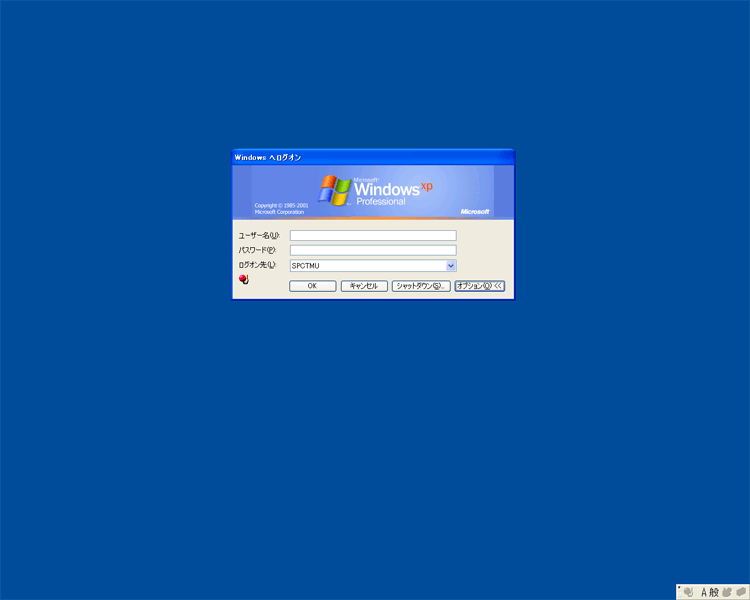 Windows へログオン
Microsoft
Windows xp
Professional
Copyright © 1985-2001
Microsoft Corporation
Microsoft
ユーザー名(U):
パスワード(P):
ログオン先(L):
SPCTMU
OK
キャンセル
シャットダウン(S)...
オプション(O) <<
A 般